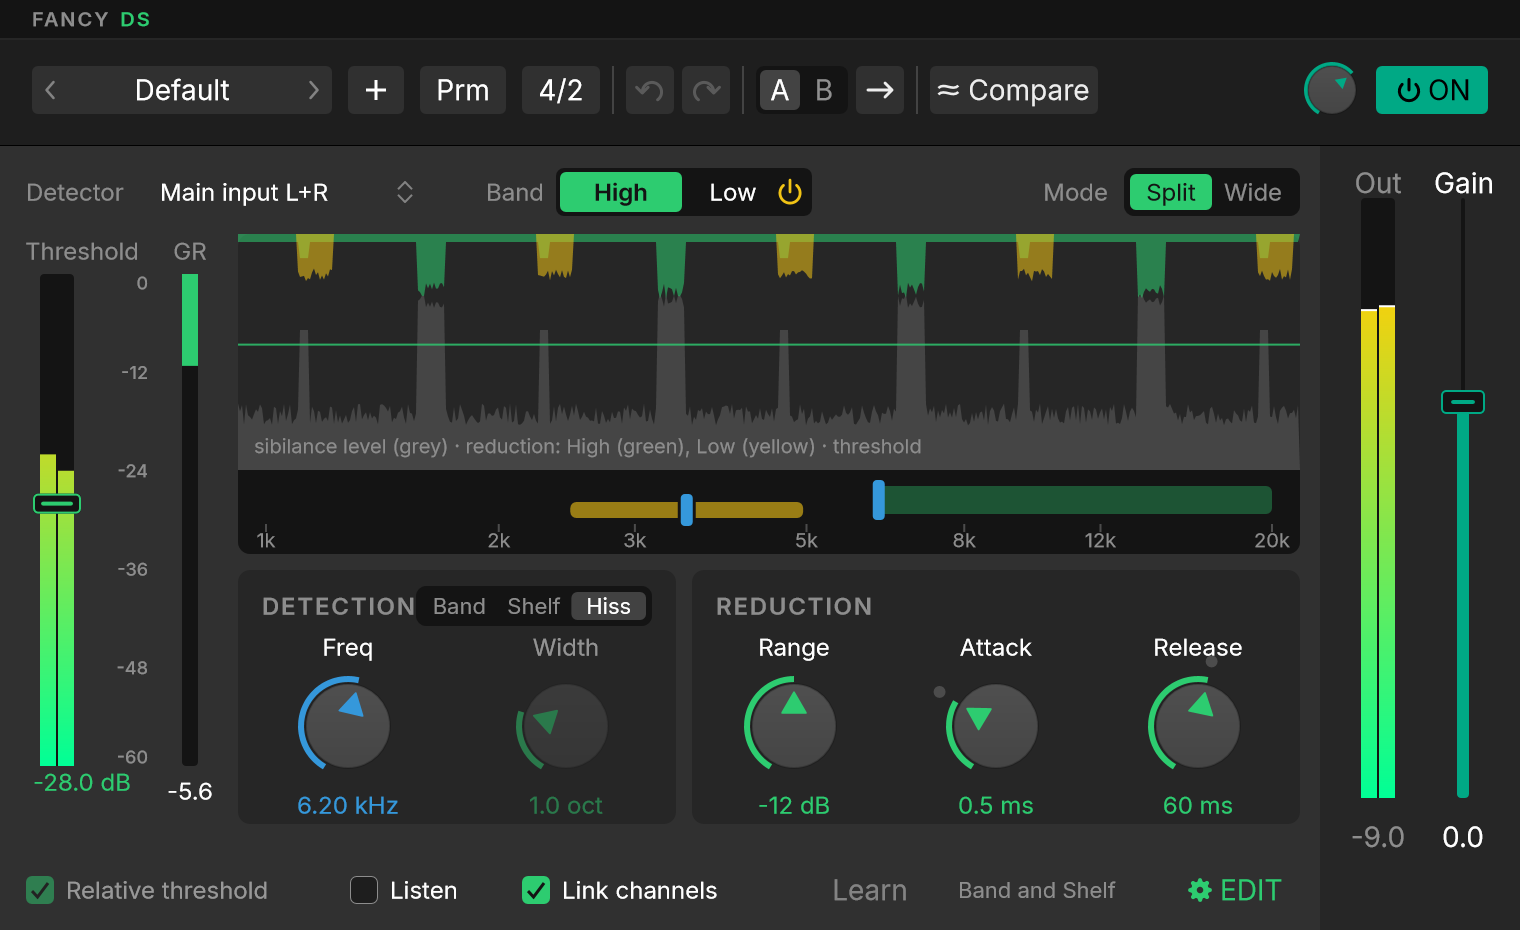 FANCY DS
Default + Prm 4/2 A B → ≈ Compare ON
Detector Main input L+R Band High Low Mode Split Wide Out Gain
Threshold GR
0
-12
-24
-36
-48
-60
-28.0 dB
-5.6
sibilance level (grey) · reduction: High (green), Low (yellow) · threshold
1k 2k 3k 5k 8k 12k 20k
DETECTION Band Shelf Hiss
Freq Width
6.20 kHz 1.0 oct
REDUCTION
Range Attack Release
-12 dB 0.5 ms 60 ms
-9.0 0.0
Relative threshold Listen Link channels Learn Band and Shelf EDIT